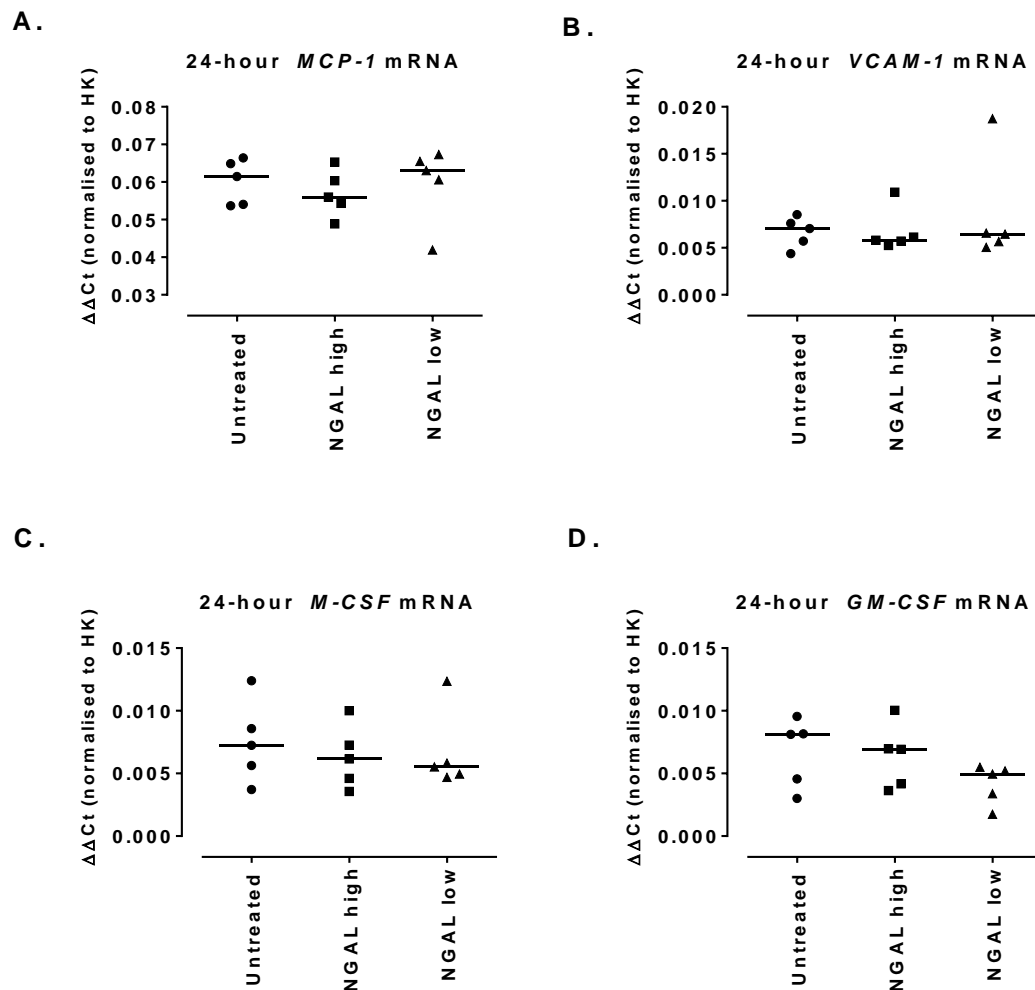 A.
24-hour MCP-1 mRNA
ΔΔCt (normalised to HK)
0.08
0.07
0.06
0.05
0.04
0.03
Untreated
NGAL high
NGAL low
B.
24-hour VCAM-1 mRNA
ΔΔCt (normalised to HK)
0.020
0.015
0.010
0.005
0.000
Untreated
NGAL high
NGAL low
C.
24-hour M-CSF mRNA
ΔΔCt (normalised to HK)
0.015
0.010
0.005
0.000
Untreated
NGAL high
NGAL low
D.
24-hour GM-CSF mRNA
ΔΔCt (normalised to HK)
0.015
0.010
0.005
0.000
Untreated
NGAL high
NGAL low